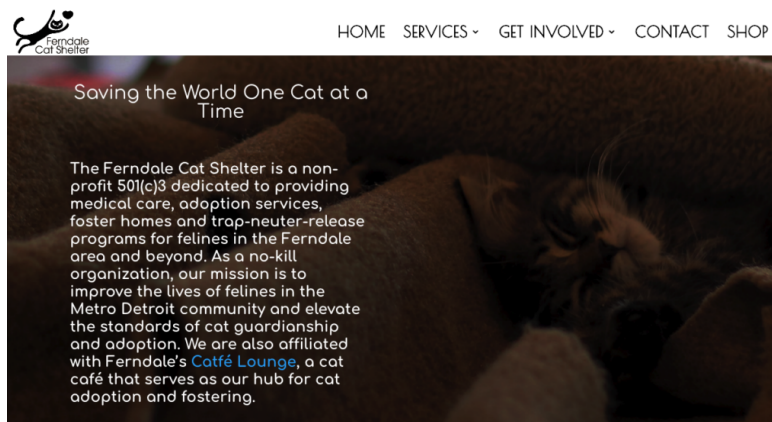 Ferndale
Cat Shelter
HOME SERVICES GET INVOLVED CONTACT SHOP
Saving the World One Cat at a
Time
The Ferndale Cat Shelter is a non-
profit 501(c)3 dedicated to providing
medical care, adoption services,
foster homes and trap-neuter-release
programs for felines in the Ferndale
area and beyond. As a no-kill
organization, our mission is to
improve the lives of felines in the
Metro Detroit community and elevate
the standards of cat guardianship
and adoption. We are also affiliated
with Ferndale's Catfé Lounge, a cat
café that serves as our hub for cat
adoption and fostering.